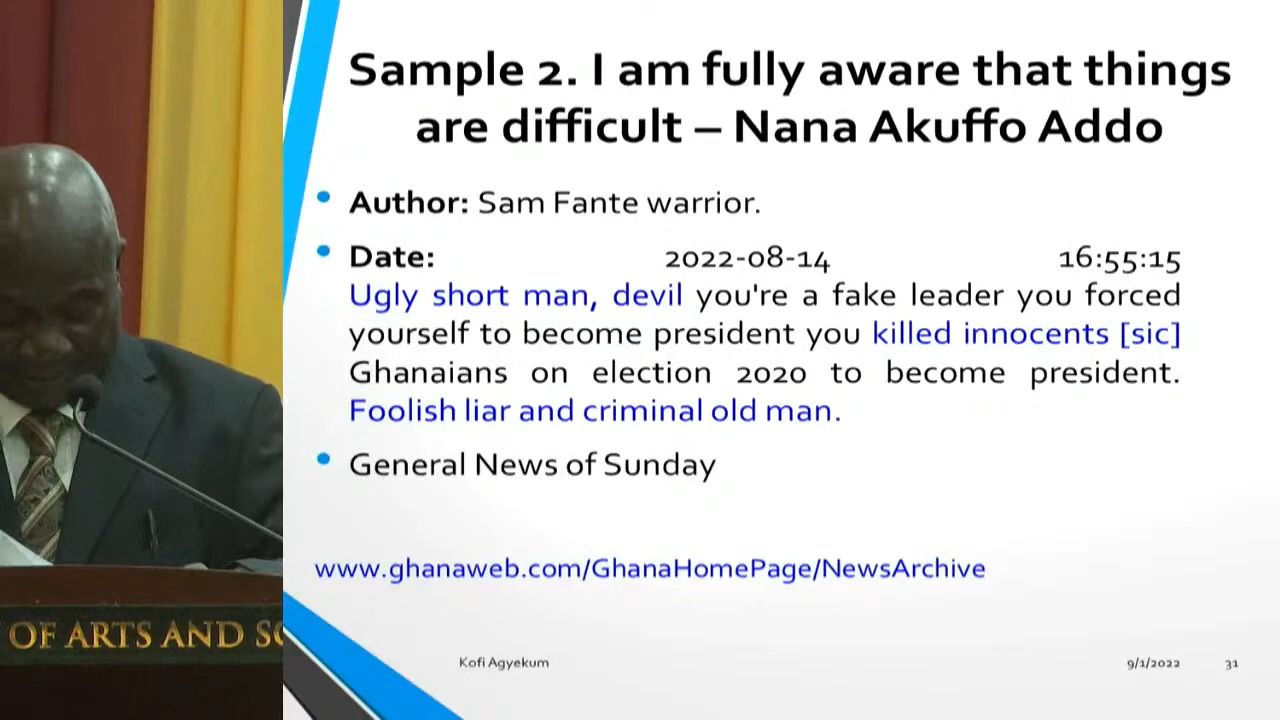 Sample 2. I am fully aware that things
are difficult – Nana Akuffo Addo
• Author: Sam Fante warrior.
• Date: 2022-08-14 16:55:15
Ugly short man, devil you're a fake leader you forced
yourself to become president you killed innocents [sic]
Ghanaians on election 2020 to become president.
Foolish liar and criminal old man.
• General News of Sunday
www.ghanaweb.com/GhanaHomePage/NewsArchive
OF ARTS AND SC
Kofi Agyekum 9/1/2022 31